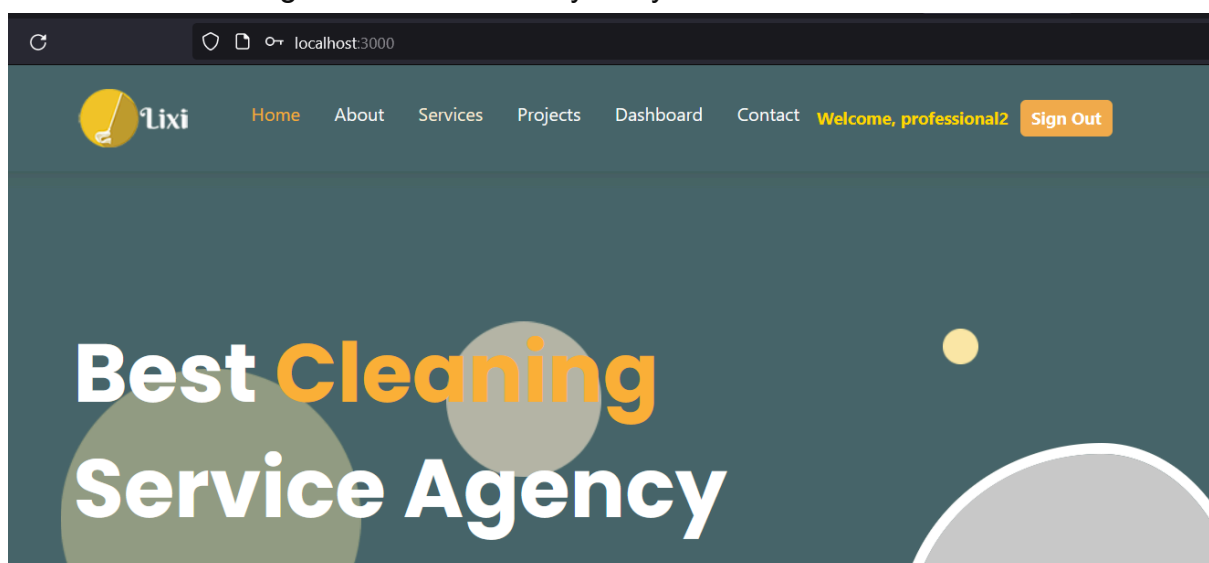 localhost:3000
Lixi Home About Services Projects Dashboard Contact Welcome, professional2 Sign Out
Best Cleaning
Service Agency